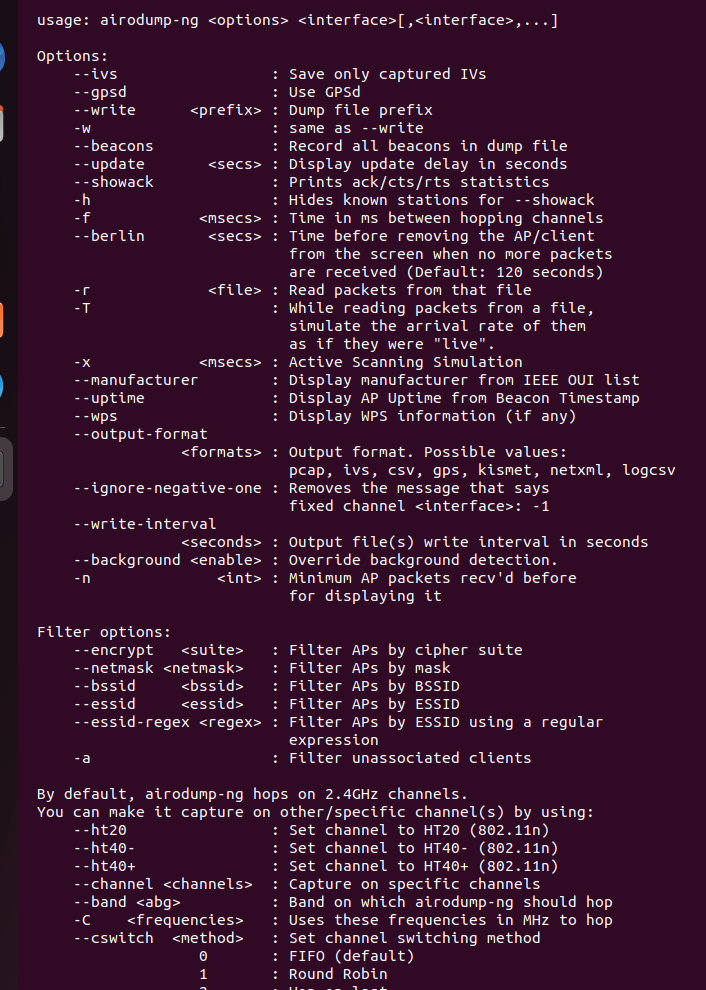 usage: airodump-ng <options> <interface>[,<interface>,...]

Options:
    --ivs                 : Save only captured IVs
    --gpsd                : Use GPSd
    --write      <prefix> : Dump file prefix
    -w                    : same as --write
    --beacons             : Record all beacons in dump file
    --update       <secs> : Display update delay in seconds
    --showack             : Prints ack/cts/rts statistics
    -h                    : Hides known stations for --showack
    -f            <msecs> : Time in ms between hopping channels
    --berlin       <secs> : Time before removing the AP/client
                            from the screen when no more packets
                            are received (Default: 120 seconds)
    -r             <file> : Read packets from that file
    -T                    : While reading packets from a file,
                            simulate the arrival rate of them
                            as if they were "live".
    -x            <msecs> : Active Scanning Simulation
    --manufacturer        : Display manufacturer from IEEE OUI list
    --uptime              : Display AP Uptime from Beacon Timestamp
    --wps                 : Display WPS information (if any)
    --output-format
                <formats> : Output format. Possible values:
                            pcap, ivs, csv, gps, kismet, netxml, logcsv
    --ignore-negative-one : Removes the message that says
                            fixed channel <interface>: -1
    --write-interval
                <seconds> : Output file(s) write interval in seconds
    --background <enable> : Override background detection.
    -n              <int> : Minimum AP packets recv'd before
                            for displaying it

Filter options:
    --encrypt   <suite>   : Filter APs by cipher suite
    --netmask <netmask>   : Filter APs by mask
    --bssid     <bssid>   : Filter APs by BSSID
    --essid     <essid>   : Filter APs by ESSID
    --essid-regex <regex> : Filter APs by ESSID using a regular
                            expression
    -a                    : Filter unassociated clients

By default, airodump-ng hops on 2.4GHz channels.
You can make it capture on other/specific channel(s) by using:
    --ht20                : Set channel to HT20 (802.11n)
    --ht40-               : Set channel to HT40- (802.11n)
    --ht40+               : Set channel to HT40+ (802.11n)
    --channel <channels>  : Capture on specific channels
    --band <abg>          : Band on which airodump-ng should hop
    -C    <frequencies>   : Uses these frequencies in MHz to hop
    --cswitch  <method>   : Set channel switching method
                  0       : FIFO (default)
                  1       : Round Robin